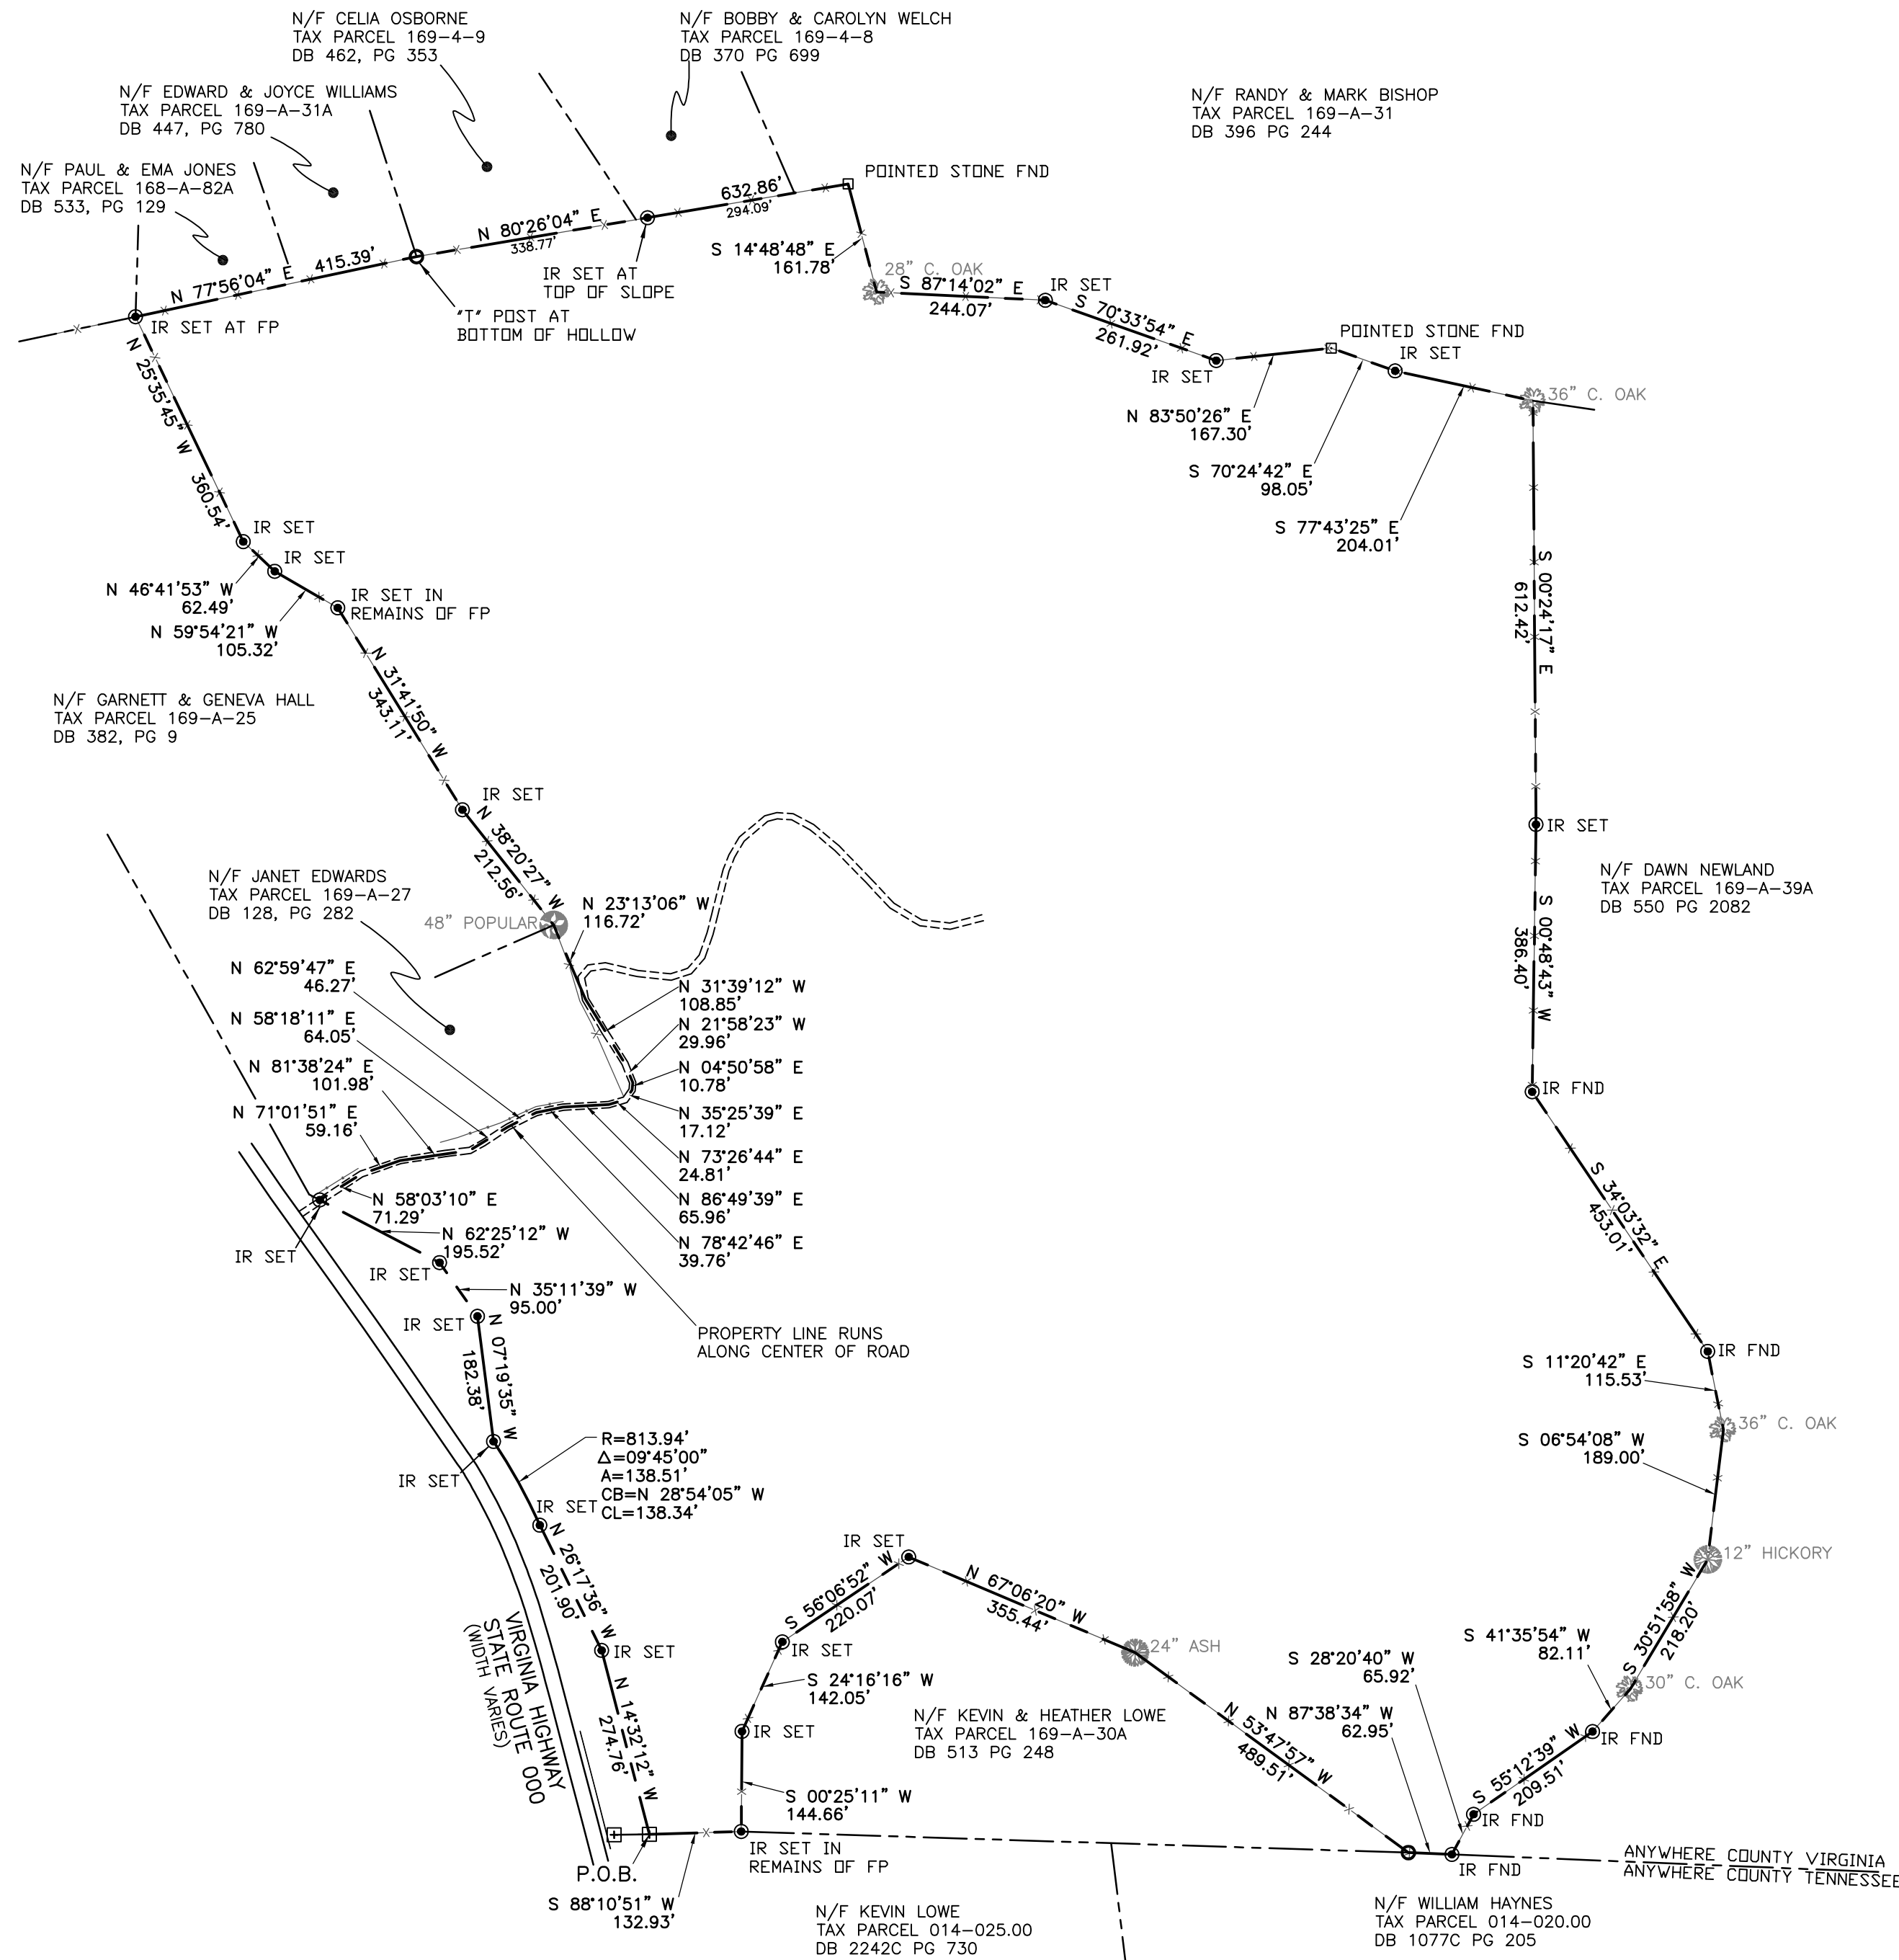 N/F CELIA OSBORNE
TAX PARCEL 169-4-9
DB 462, PG 353
N/F BOBBY & CAROLYN WELCH
TAX PARCEL 169-4-8
DB 370 PG 699
N/F EDWARD & JOYCE WILLIAMS
TAX PARCEL 169-A-31A
DB 447, PG 780
N/F RANDY & MARK BISHOP
TAX PARCEL 169-A-31
DB 396 PG 244
N/F PAUL & EMA JONES
TAX PARCEL 168-A-82A
DB 533, PG 129
POINTED STONE FND
632.86'
294.09'
N 80°26'04" E
338.77'
N 77°56'04" E
415.39'
S 14°48'48" E
161.78'
IR SET AT
TOP OF SLOPE
28" C. OAK
S 87°14'02" E
244.07'
IR SET
IR SET AT FP
"T" POST AT
BOTTOM OF HOLLOW
S 70°33'54" E
261.92'
IR SET
POINTED STONE FND
IR SET
36" C. OAK
N 83°50'26" E
167.30'
S 70°24'42" E
98.05'
S 77°43'25" E
204.01'
N 25°35'45" W
360.54'
IR SET
IR SET
N 46°41'53" W
62.49'
IR SET IN
REMAINS OF FP
N 59°54'21" W
105.32'
S 00°24'17" E
612.42'
N/F GARNETT & GENEVA HALL
TAX PARCEL 169-A-25
DB 382, PG 9
N 31°41'50" W
343.11'
IR SET
IR SET
N 38°20'27" W
212.56'
N/F JANET EDWARDS
TAX PARCEL 169-A-27
DB 128, PG 282
N/F DAWN NEWLAND
TAX PARCEL 169-A-39A
DB 550 PG 2082
48" POPULAR
N 23°13'06" W
116.72'
S 00°48'43" W
386.40'
N 62°59'47" E
46.27'
N 31°39'12" W
108.85'
N 58°18'11" E
64.05'
N 21°58'23" W
29.96'
N 81°38'24" E
101.98'
N 04°50'58" E
10.78'
IR FND
N 71°01'51" E
59.16'
N 35°25'39" E
17.12'
N 73°26'44" E
24.81'
N 58°03'10" E
71.29'
N 86°49'39" E
65.96'
N 62°25'12" W
195.52'
N 78°42'46" E
39.76'
IR SET
IR SET
S 34°03'32" E
453.01'
N 35°11'39" W
95.00'
IR SET
PROPERTY LINE RUNS
ALONG CENTER OF ROAD
IR FND
S 11°20'42" E
115.53'
N 07°19'35" W
182.38'
36" C. OAK
R=813.94'
Δ=09°45'00"
A=138.51'
CB=N 28°54'05" W
CL=138.34'
S 06°54'08" W
189.00'
IR SET
IR SET
12" HICKORY
IR SET
N 26°17'36" W
201.90'
S 56°06'52" W
220.07'
N 67°06'20" W
355.44'
S 30°51'58" W
218.20'
IR SET
IR SET
24" ASH
S 41°35'54" W
82.11'
S 28°20'40" W
65.92'
30" C. OAK
S 24°16'16" W
142.05'
N 14°32'12" W
274.76'
VIRGINIA HIGHWAY
STATE ROUTE 000
(WIDTH VARIES)
IR SET
N/F KEVIN & HEATHER LOWE
TAX PARCEL 169-A-30A
DB 513 PG 248
N 53°47'57" W
489.51'
N 87°38'34" W
62.95'
S 55°12'39" W
209.51'
IR FND
S 00°25'11" W
144.66'
IR FND
IR SET IN
REMAINS OF FP
P.O.B.
S 88°10'51" W
132.93'
IR FND
ANYWHERE COUNTY VIRGINIA
ANYWHERE COUNTY TENNESSEE
N/F KEVIN LOWE
TAX PARCEL 014-025.00
DB 2242C PG 730
N/F WILLIAM HAYNES
TAX PARCEL 014-020.00
DB 1077C PG 205